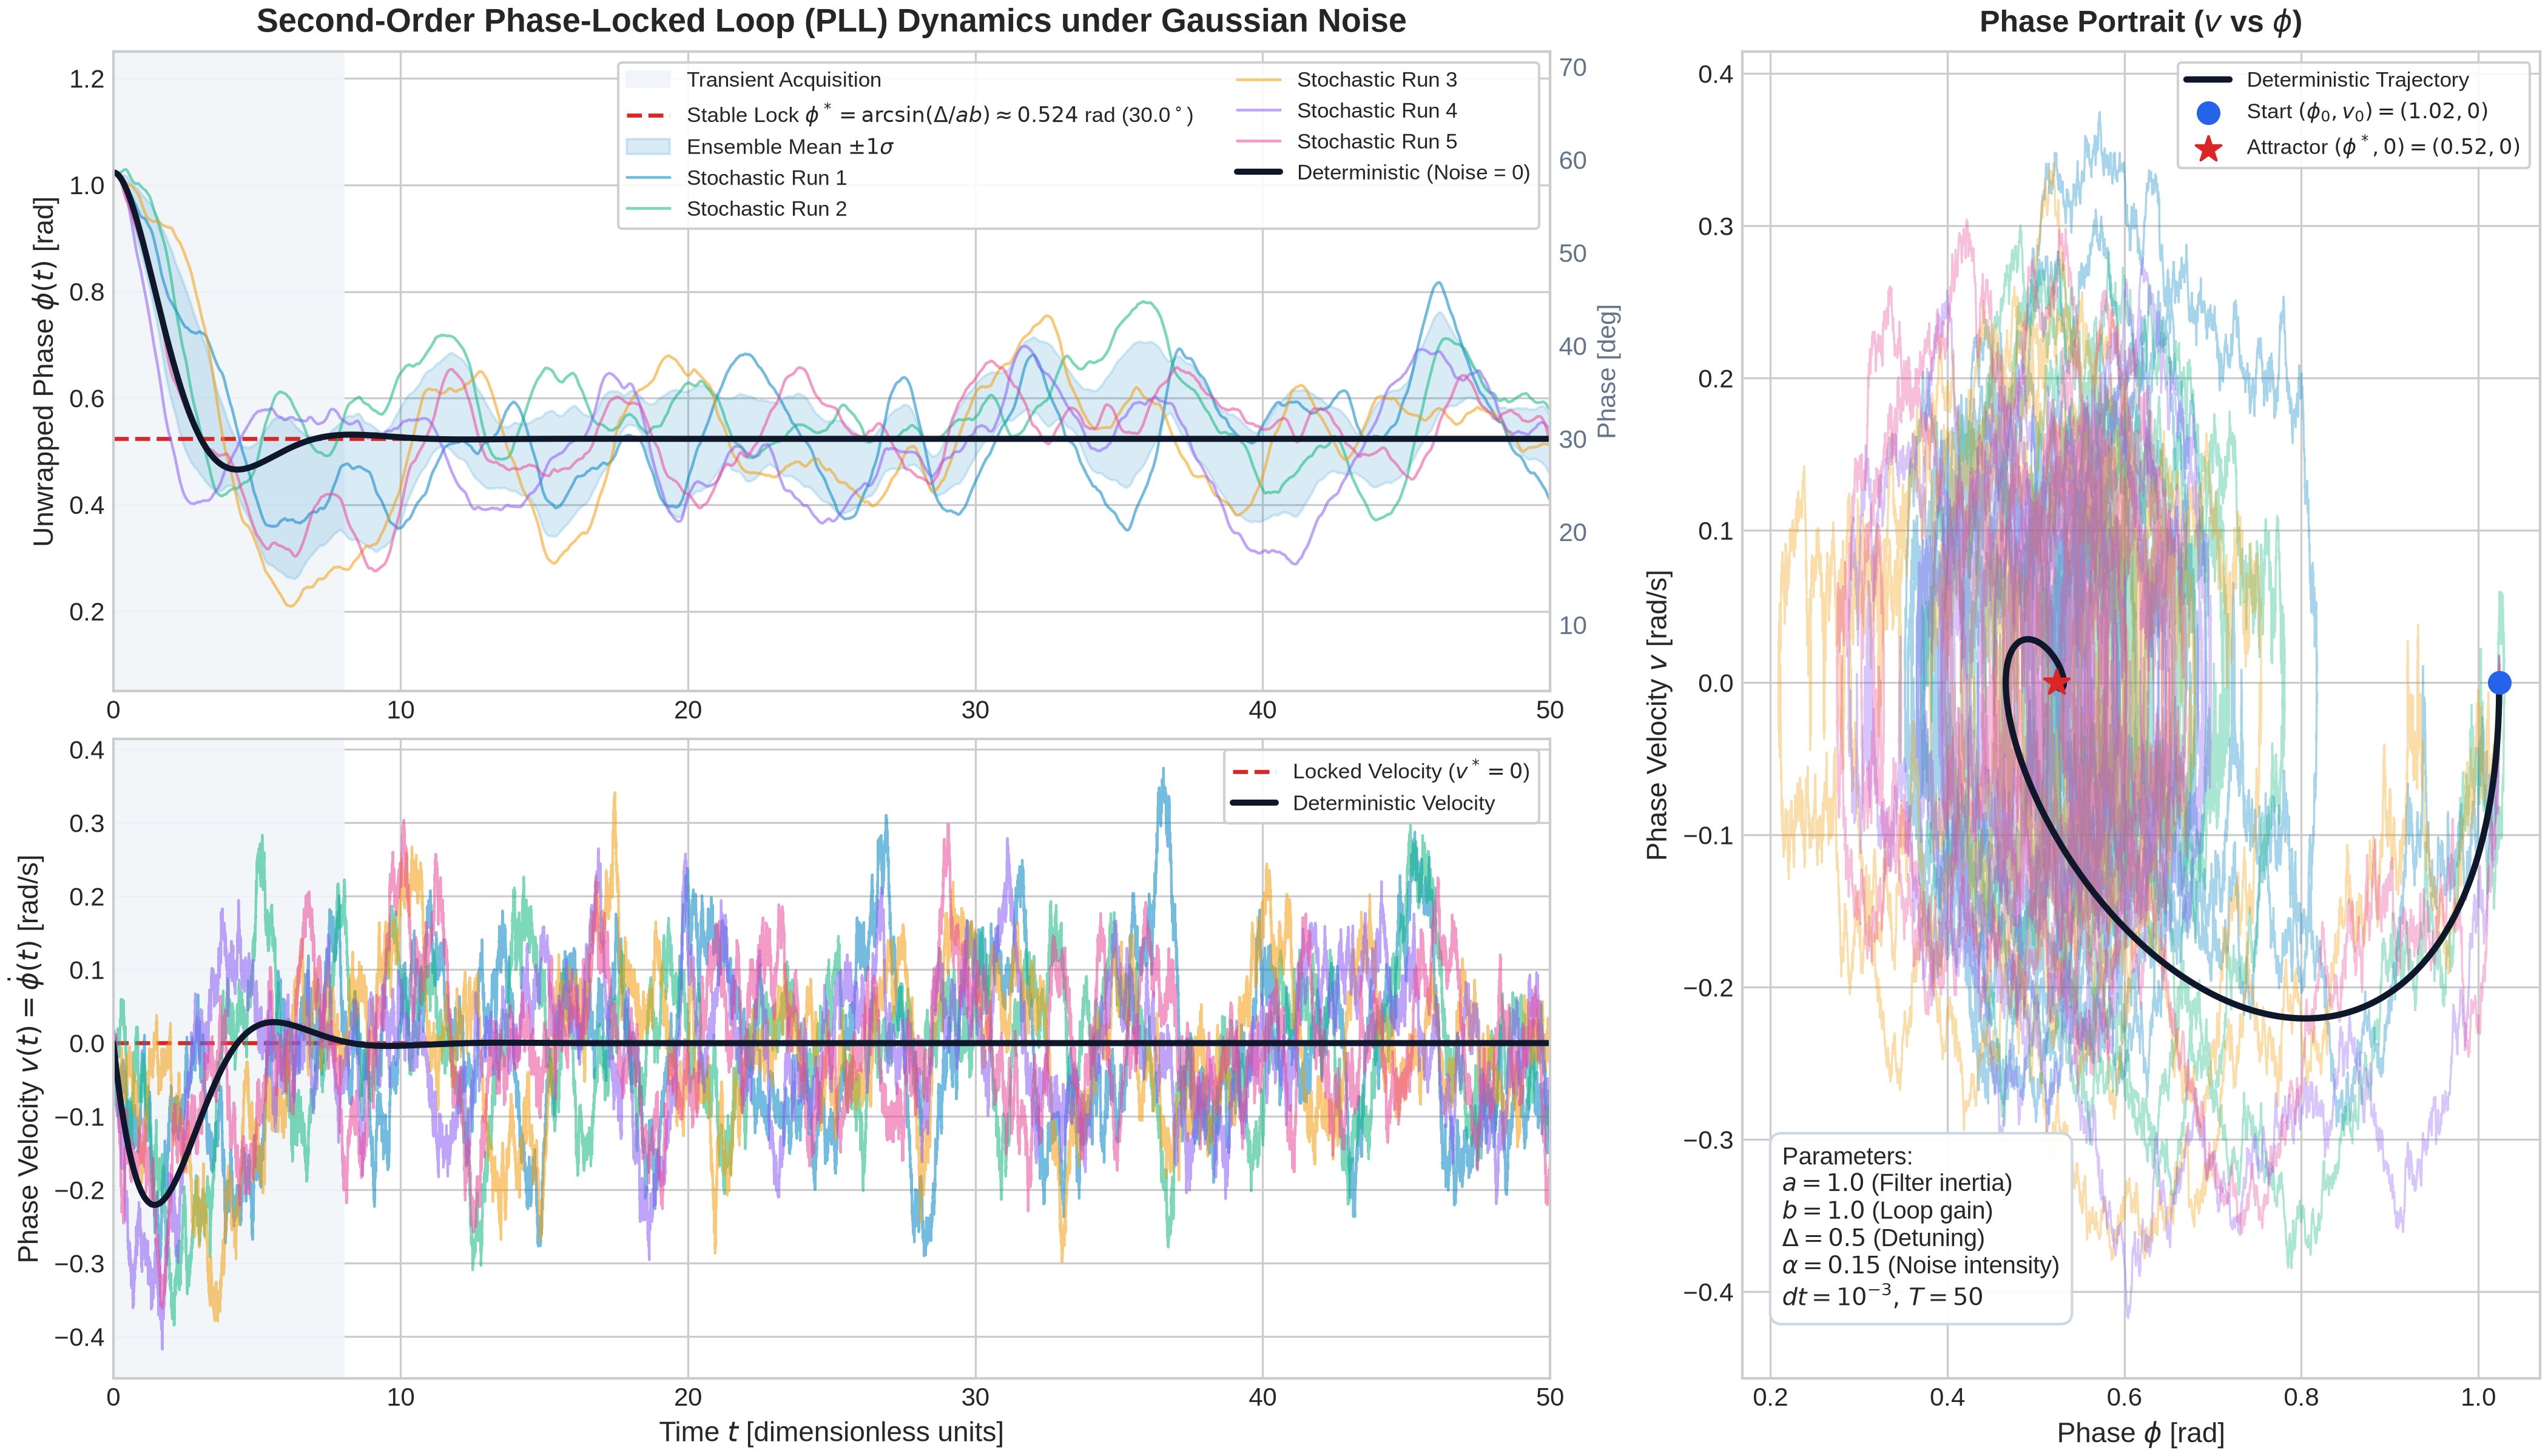 Second-Order Phase-Locked Loop (PLL) Dynamics under Gaussian Noise
Unwrapped Phase ϕ(t) [rad]
1.2
1.0
0.8
0.6
0.4
0.2
0
10
20
30
40
50
Transient Acquisition
Stable Lock ϕ* = arcsin(Δ/ab) ≈ 0.524 rad (30.0°)
Ensemble Mean ±1σ
Stochastic Run 1
Stochastic Run 2
Stochastic Run 3
Stochastic Run 4
Stochastic Run 5
Deterministic (Noise = 0)
70
60
50
40
30
20
10
Phase [deg]
Phase Velocity v(t) = ϕ̇(t) [rad/s]
0.4
0.3
0.2
0.1
0.0
−0.1
−0.2
−0.3
−0.4
Locked Velocity (v* = 0)
Deterministic Velocity
0
10
20
30
40
50
Time t [dimensionless units]
Phase Portrait (v vs ϕ)
Phase Velocity v [rad/s]
0.4
0.3
0.2
0.1
0.0
−0.1
−0.2
−0.3
−0.4
Deterministic Trajectory
Start (ϕ₀, v₀) = (1.02, 0)
Attractor (ϕ*, 0) = (0.52, 0)
Parameters:
a = 1.0 (Filter inertia)
b = 1.0 (Loop gain)
Δ = 0.5 (Detuning)
α = 0.15 (Noise intensity)
dt = 10⁻³, T = 50
0.2
0.4
0.6
0.8
1.0
Phase ϕ [rad]